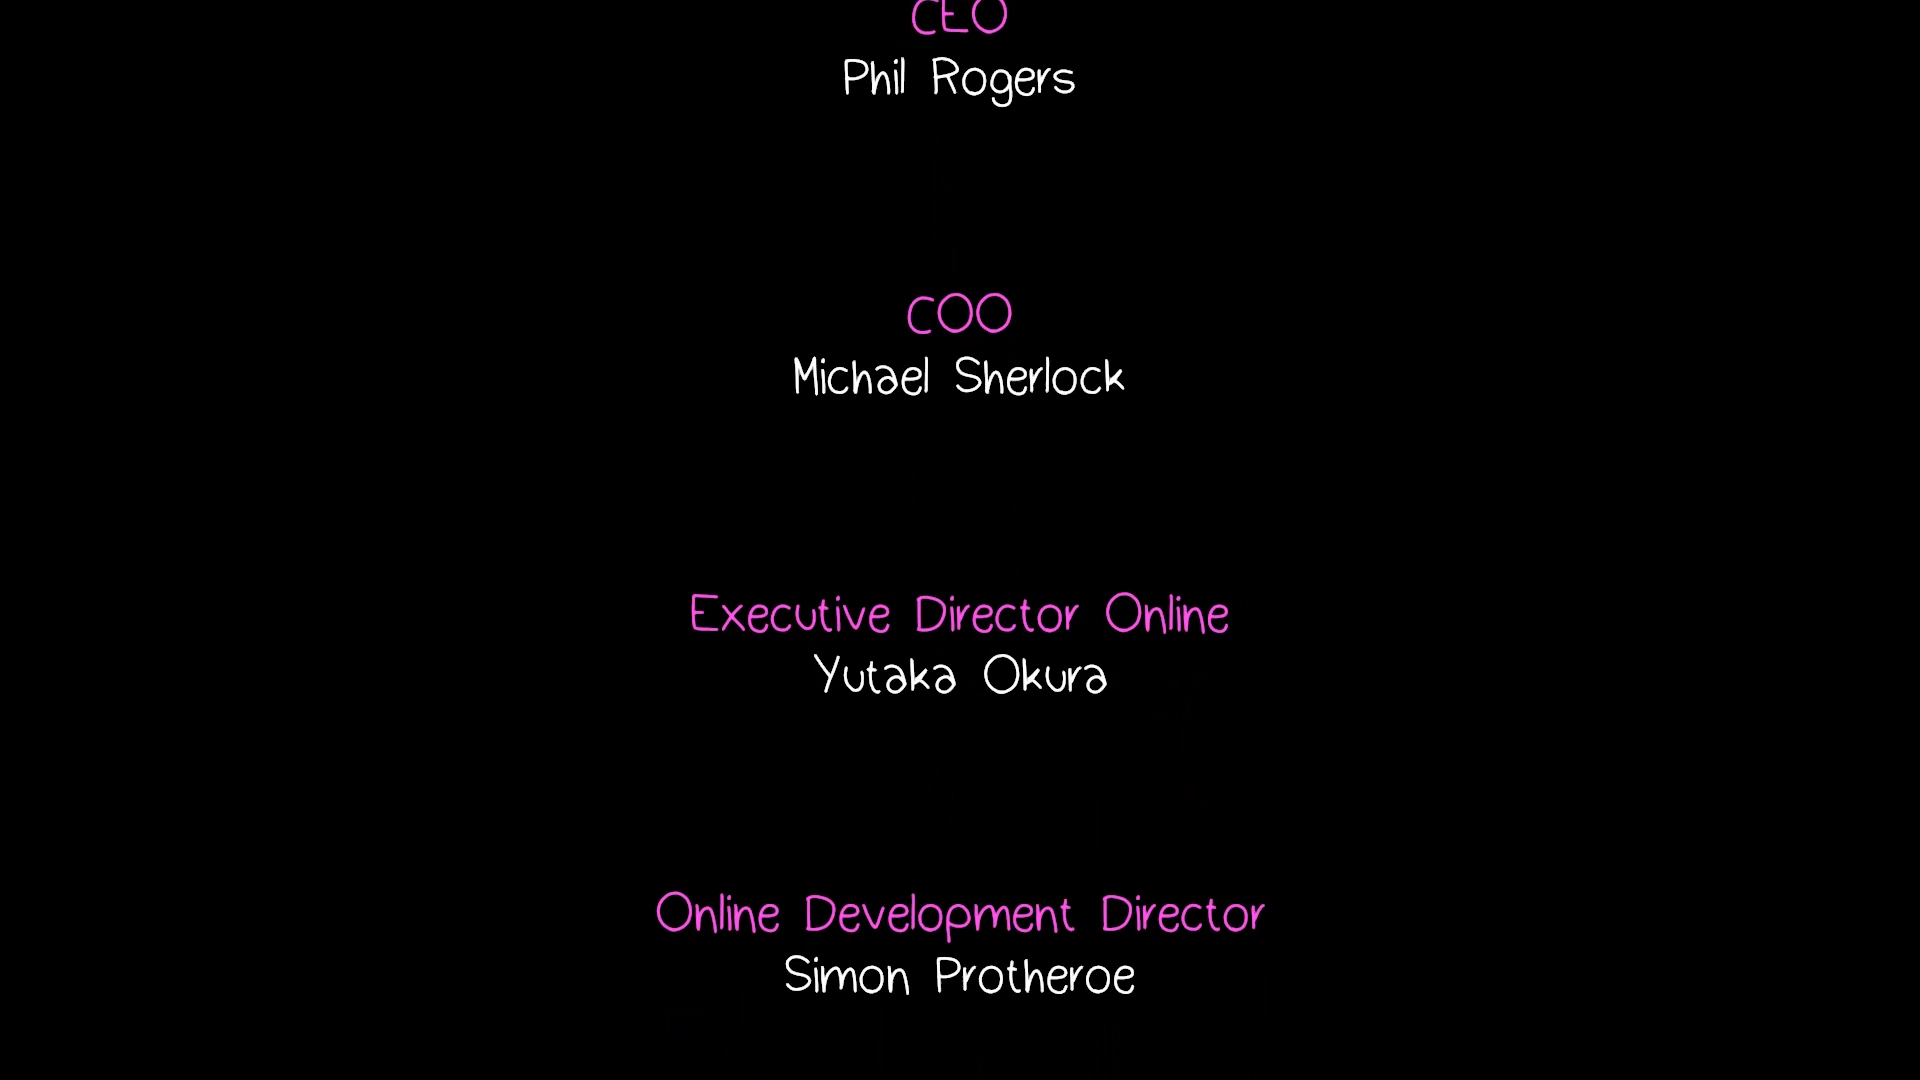 CEO
Phil Rogers
COO
Michael Sherlock
Executive Director Online
Yutaka Okura
Online Development Director
Simon Protheroe